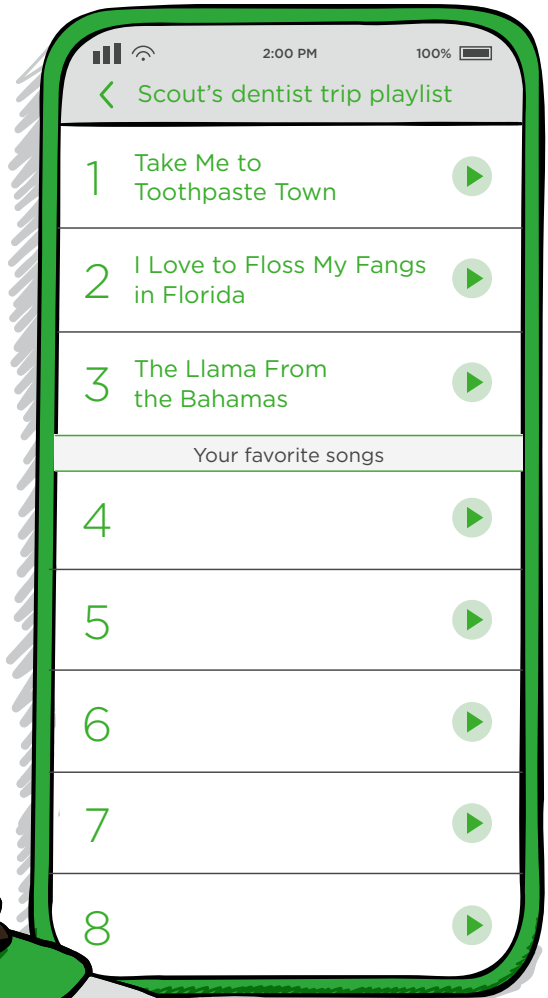 2:00 PM 100%
Scout's dentist trip playlist
1 Take Me to
Toothpaste Town
2 I Love to Floss My Fangs
in Florida
3 The Llama From
the Bahamas
Your favorite songs
4
5
6
7
8